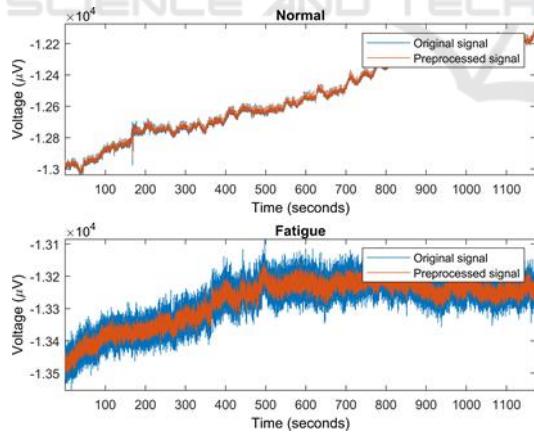 SCIENCE AND TECH
×10⁴
Normal
-1.22
-1.24
-1.26
-1.28
-1.3
Voltage (μV)
Original signal
Preprocessed signal
100 200 300 400 500 600 700 800 900 1000 1100
Time (seconds)
×10⁴
Fatigue
-1.31
-1.32
-1.33
-1.34
-1.35
Voltage (μV)
Original signal
Preprocessed signal
100 200 300 400 500 600 700 800 900 1000 1100
Time (seconds)